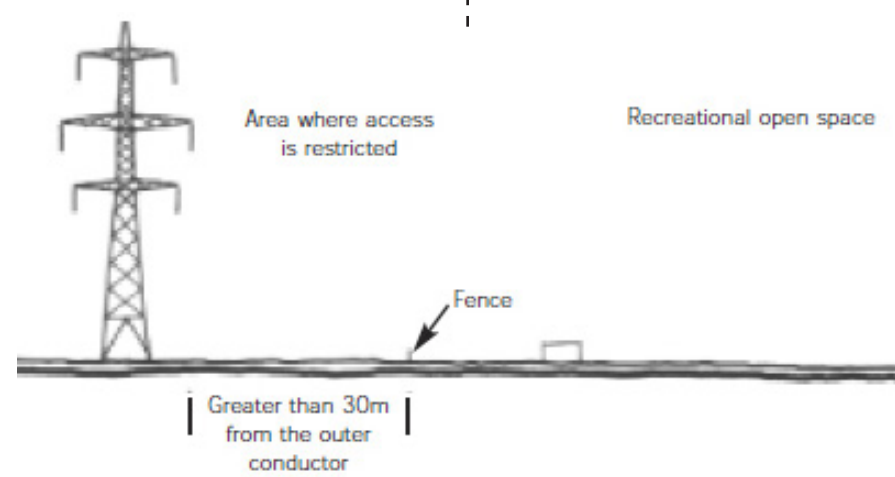 Area where access
is restricted
Recreational open space
Fence
Greater than 30m
from the outer
conductor